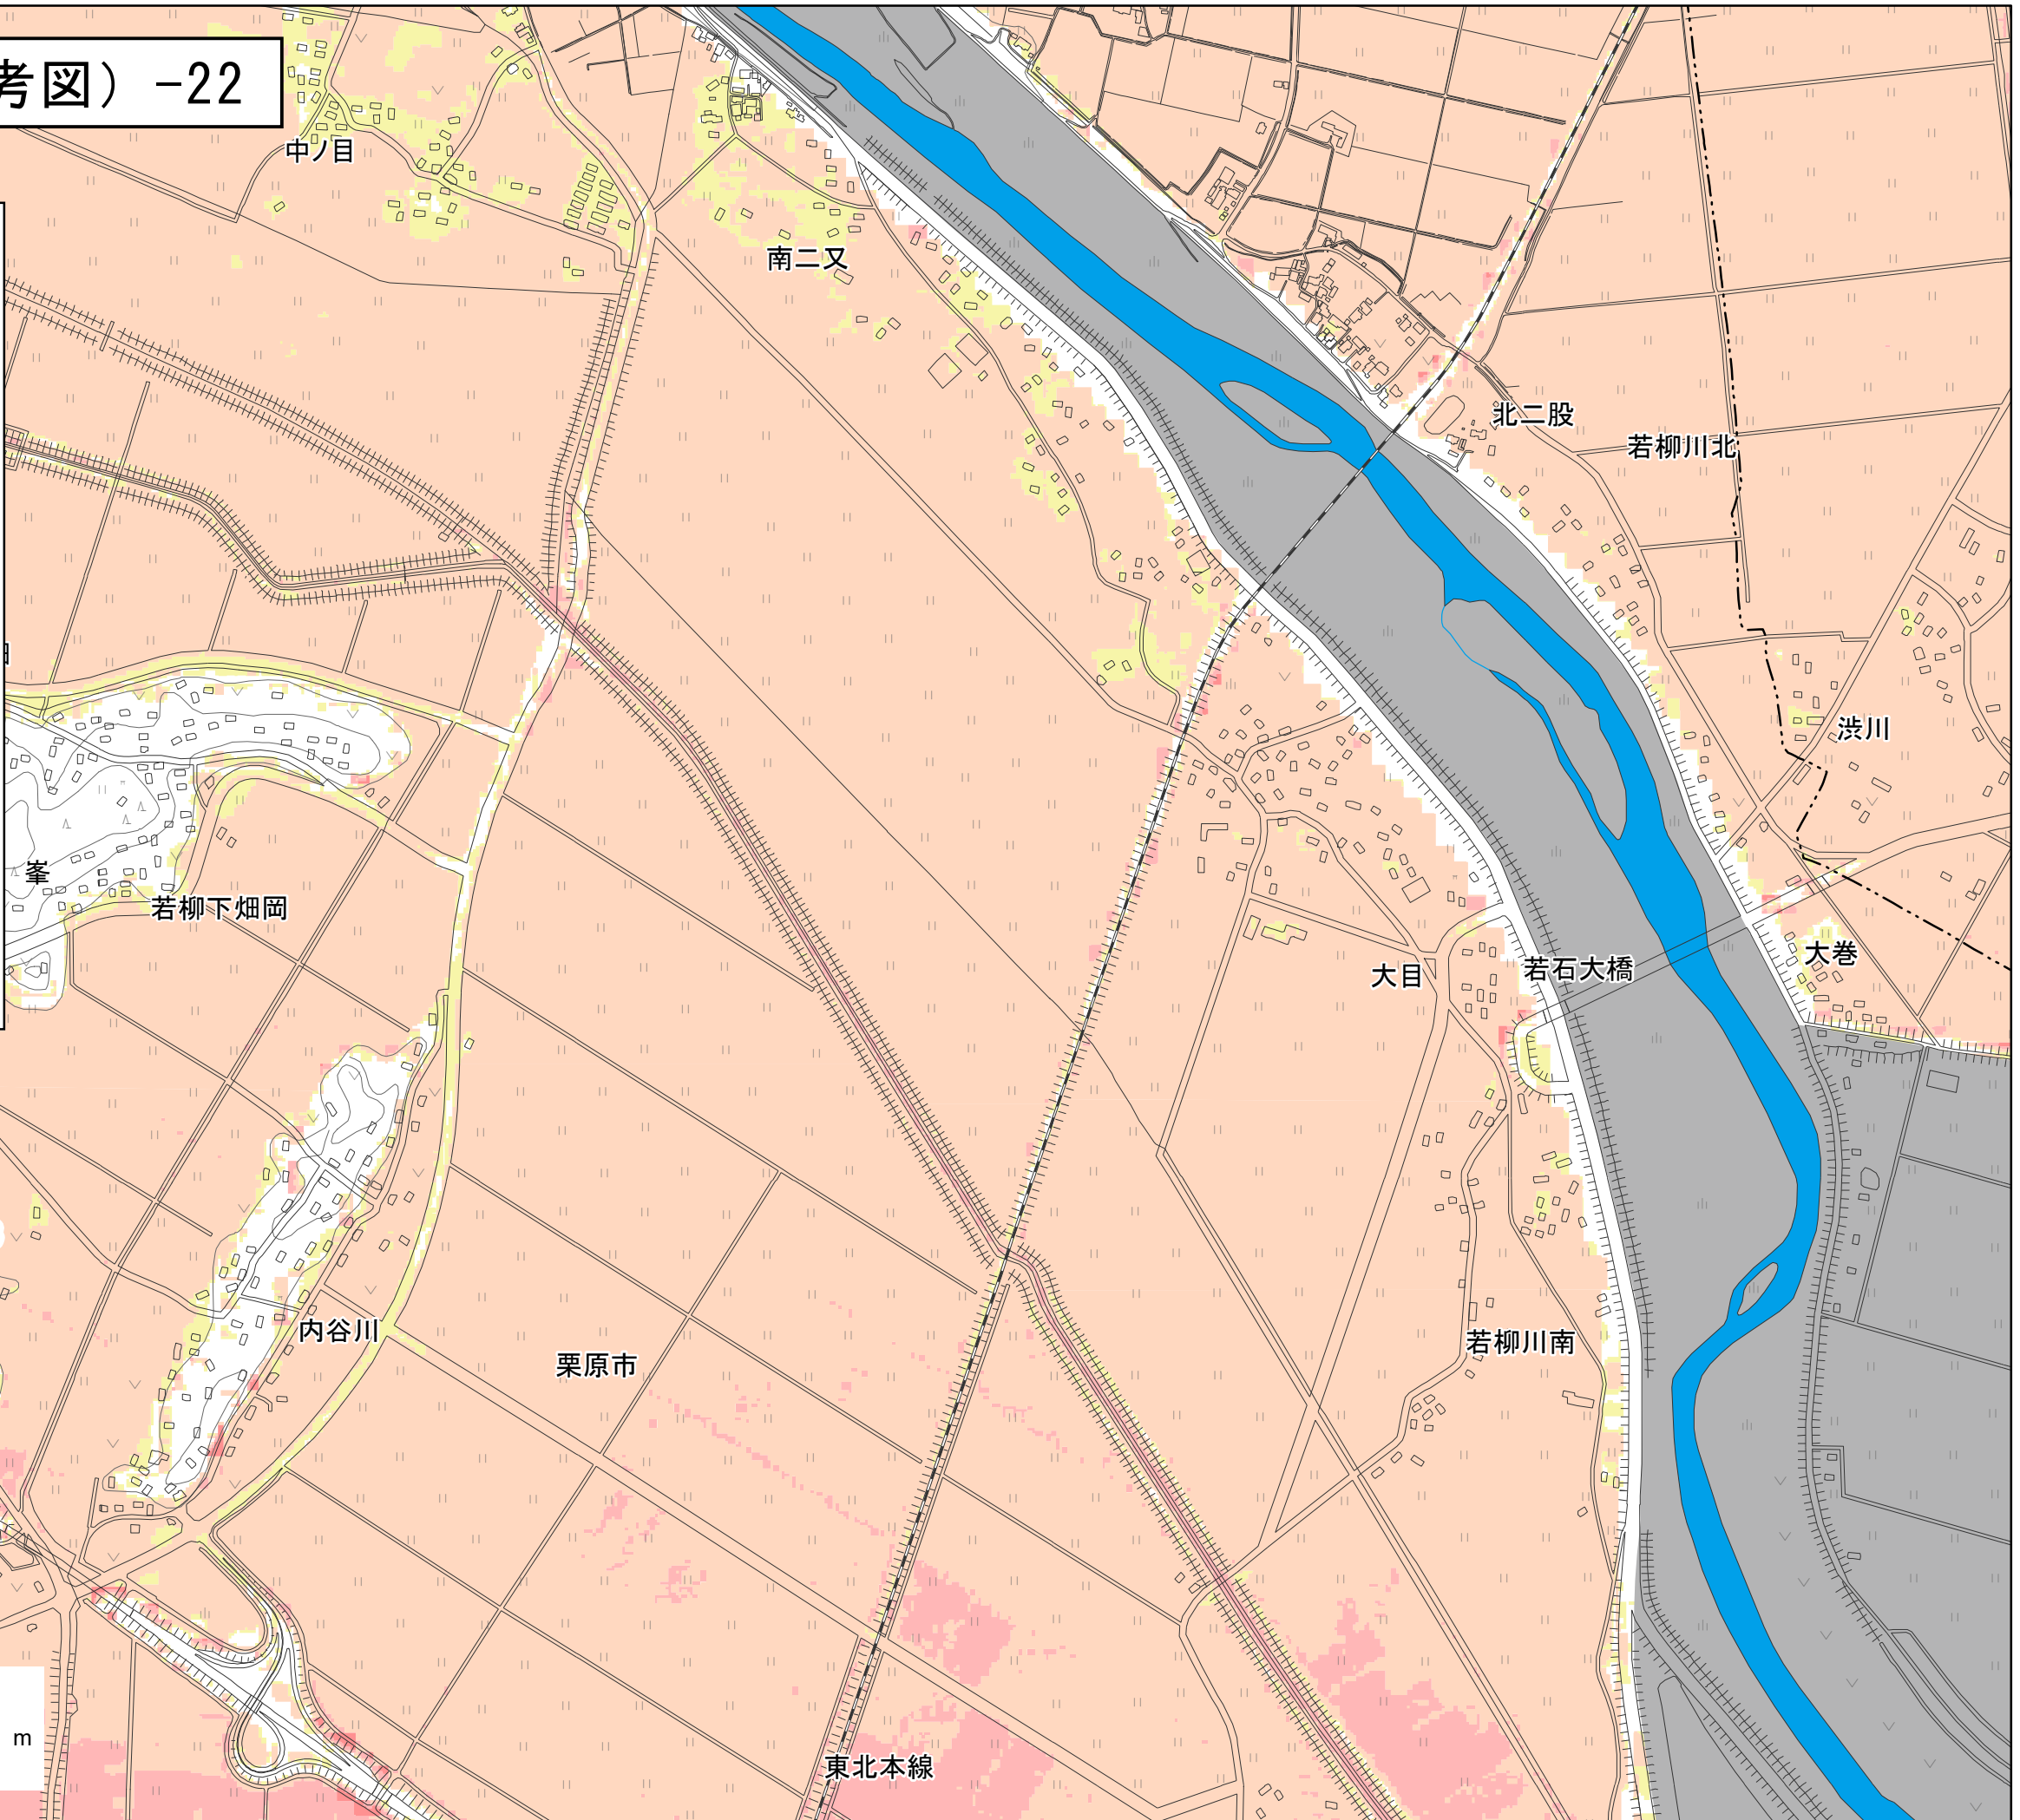 考図）-22
中ノ目
南二又
北二股
若柳川北
渋川
峯
若柳下畑岡
大巻
若石大橋
大目
内谷川
若柳川南
栗原市
東北本線
m